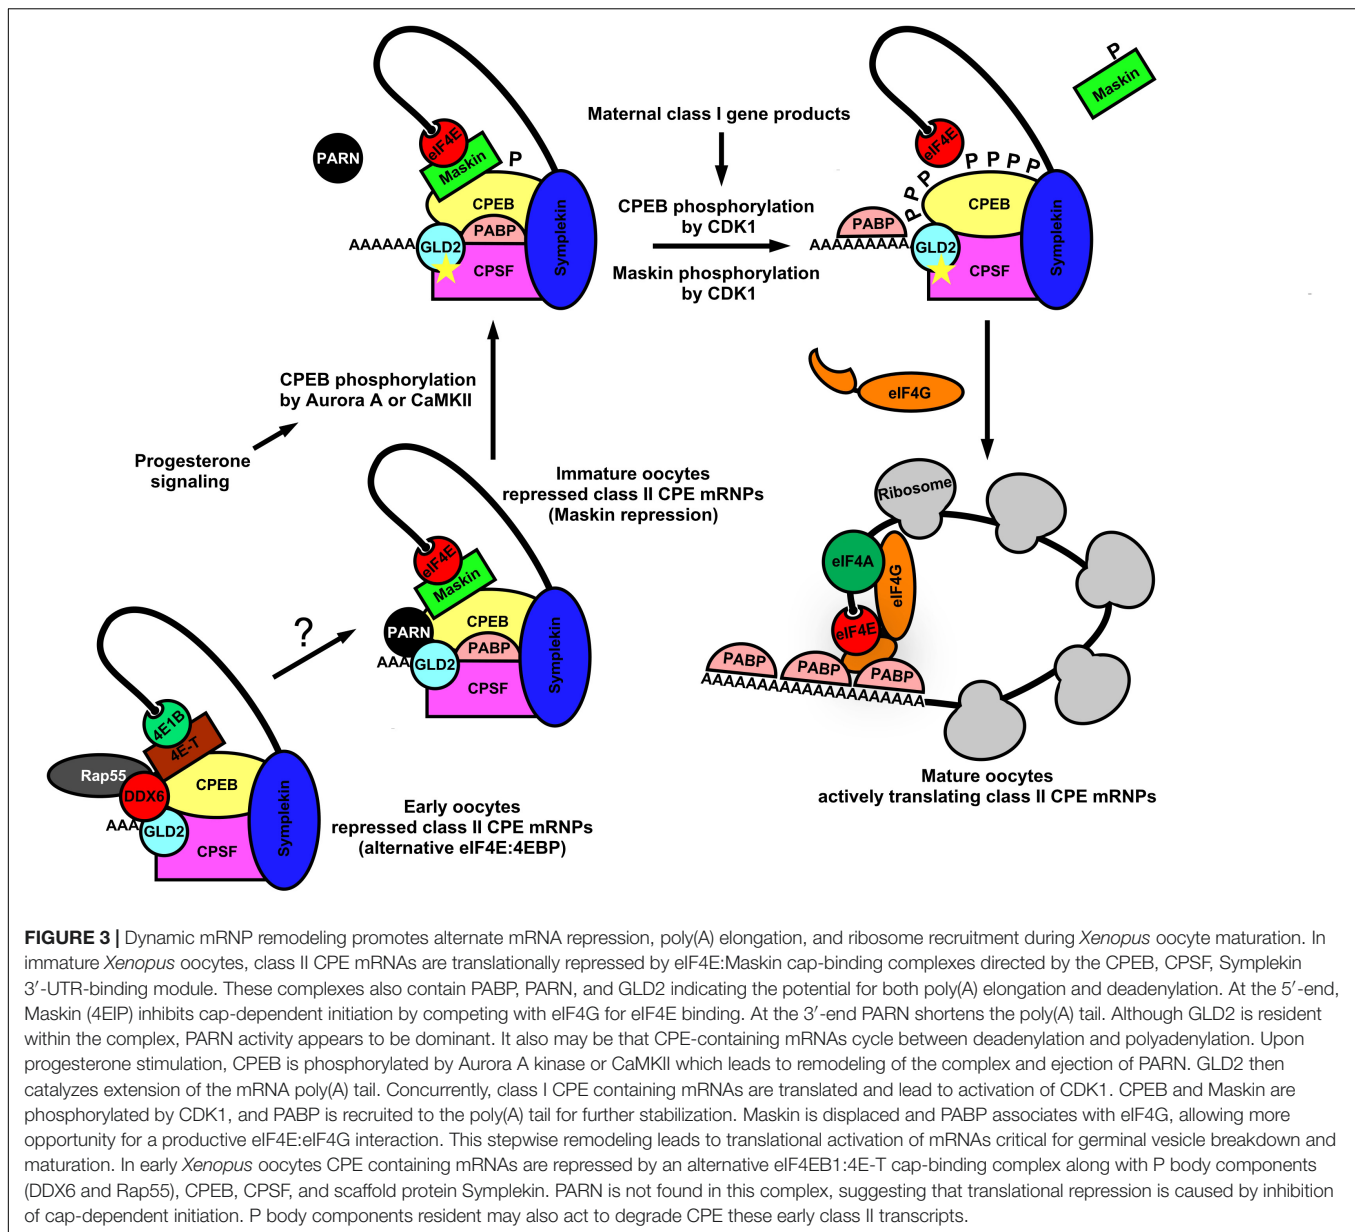 PARN
eIF4E
Maskin
P
CPEB
PABP
AAAAAA
GLD2
CPSF
Symplekin
Maternal class I gene products
CPEB phosphorylation
by CDK1
Maskin phosphorylation
by CDK1
P
Maskin
eIF4E
P P P P
P
P
P
CPEB
PABP
AAAAAAAAA
GLD2
CPSF
Symplekin
eIF4G
CPEB phosphorylation
by Aurora A or CaMKII
Progesterone
signaling
Immature oocytes
repressed class II CPE mRNPs
(Maskin repression)
eIF4E
Maskin
PARN
CPEB
PABP
AAA
GLD2
CPSF
Symplekin
?
4E1B
4E-T
Rap55
DDX6
CPEB
AAA
GLD2
CPSF
Symplekin
Early oocytes
repressed class II CPE mRNPs
(alternative eIF4E:4EBP)
Ribosome
eIF4A
eIF4G
eIF4E
PABP
PABP
PABP
AAAAAAAAAAAAAAAAAA
Mature oocytes
actively translating class II CPE mRNPs
FIGURE 3 | Dynamic mRNP remodeling promotes alternate mRNA repression, poly(A) elongation, and ribosome recruitment during Xenopus oocyte maturation. In
immature Xenopus oocytes, class II CPE mRNAs are translationally repressed by eIF4E:Maskin cap-binding complexes directed by the CPEB, CPSF, Symplekin
3′-UTR-binding module. These complexes also contain PABP, PARN, and GLD2 indicating the potential for both poly(A) elongation and deadenylation. At the 5′-end,
Maskin (4EIP) inhibits cap-dependent initiation by competing with eIF4G for eIF4E binding. At the 3′-end PARN shortens the poly(A) tail. Although GLD2 is resident
within the complex, PARN activity appears to be dominant. It also may be that CPE-containing mRNAs cycle between deadenylation and polyadenylation. Upon
progesterone stimulation, CPEB is phosphorylated by Aurora A kinase or CaMKII which leads to remodeling of the complex and ejection of PARN. GLD2 then
catalyzes extension of the mRNA poly(A) tail. Concurrently, class I CPE containing mRNAs are translated and lead to activation of CDK1. CPEB and Maskin are
phosphorylated by CDK1, and PABP is recruited to the poly(A) tail for further stabilization. Maskin is displaced and PABP associates with eIF4G, allowing more
opportunity for a productive eIF4E:eIF4G interaction. This stepwise remodeling leads to translational activation of mRNAs critical for germinal vesicle breakdown and
maturation. In early Xenopus oocytes CPE containing mRNAs are repressed by an alternative eIF4EB1:4E-T cap-binding complex along with P body components
(DDX6 and Rap55), CPEB, CPSF, and scaffold protein Symplekin. PARN is not found in this complex, suggesting that translational repression is caused by inhibition
of cap-dependent initiation. P body components resident may also act to degrade CPE these early class II transcripts.